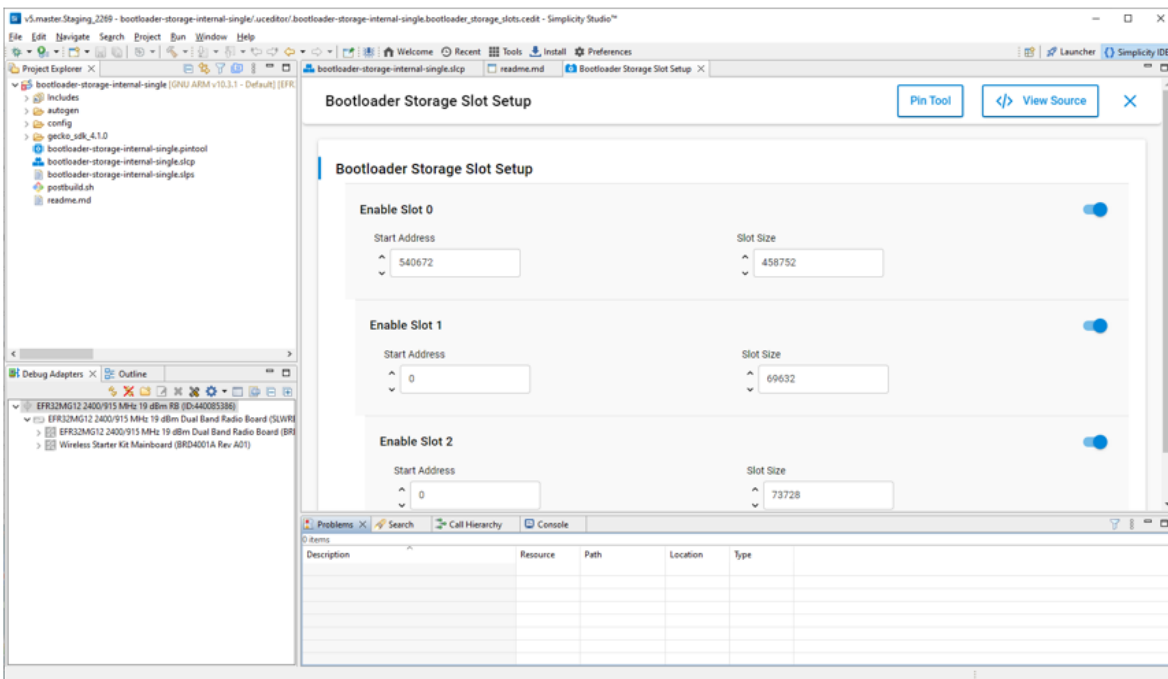 v5.master.Staging_2269 - bootloader-storage-internal-single/.uceditor/.bootloader-storage-internal-single.bootloader_storage_slots.cedit - Simplicity Studio™
File Edit Navigate Search Project Run Window Help
Welcome Recent Tools Install Preferences
Launcher Simplicity IDE
Project Explorer
bootloader-storage-internal-single [GNU ARM v10.3.1 - Default] [EFR
Includes
autogen
config
gecko_sdk_4.1.0
bootloader-storage-internal-single.pintool
bootloader-storage-internal-single.slcp
bootloader-storage-internal-single.slps
postbuild.sh
readme.md
bootloader-storage-internal-single.slcp readme.md Bootloader Storage Slot Setup
Bootloader Storage Slot Setup
Pin Tool
</> View Source
Bootloader Storage Slot Setup
Enable Slot 0
Start Address Slot Size
540672 458752
Enable Slot 1
Start Address Slot Size
0 69632
Enable Slot 2
Start Address Slot Size
0 73728
Debug Adapters Outline
EFR32MG12 2400/915 MHz 19 dBm RB (ID:440085386)
EFR32MG12 2400/915 MHz 19 dBm Dual Band Radio Board (SLWRI
EFR32MG12 2400/915 MHz 19 dBm Dual Band Radio Board (BRI
Wireless Starter Kit Mainboard (BRD4001A Rev A01)
Problems Search Call Hierarchy Console
0 items
Description Resource Path Location Type